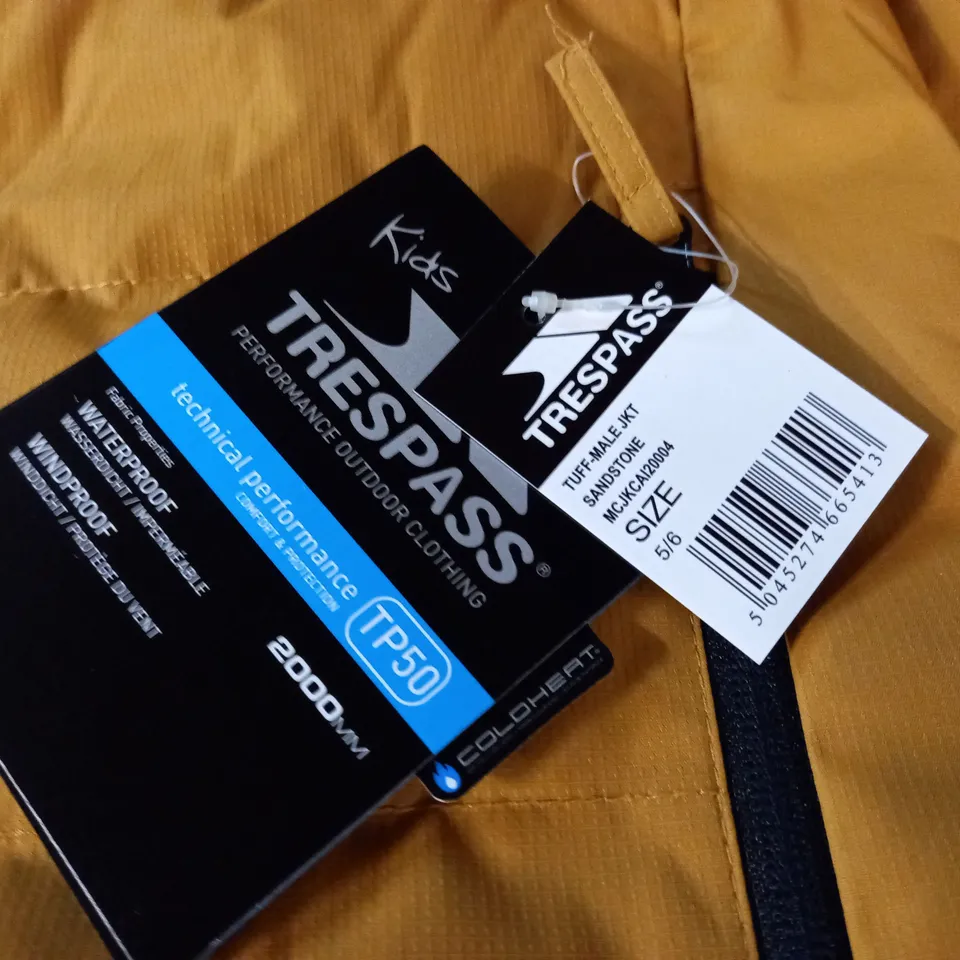 Kids
TRESPASS®
PERFORMANCE OUTDOOR CLOTHING
technical performance
COMFORT & PROTECTION
TP50
Fabric Properties
WATERPROOF
WASSERDICHT / IMPERMÉABLE
WINDPROOF
WINDDICHT / PROTÈGE DU VENT
2000MM
COLDHEAT
TRESPASS®
TUFF-MALE JKT
SANDSTONE
MCJKCAI20004
SIZE
5/6
5 045274 665413